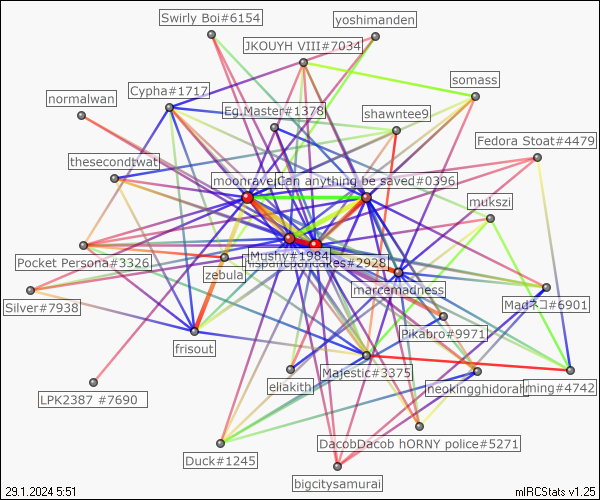 Swirly Boi#6154
yoshimanden
JKOUYH VIII#7034
somass
Cypha#1717
normalwan
Eg.Master#1378
shawntee9
Fedora Stoat#4479
thesecondtwat
moonrave
Can anything be saved#0396
mukszi
Mushy#1984
cakes#2928
Pocket Persona#3326
zebula
marcemadness
Silver#7938
Madネコ#6901
Pikabro#9971
frisout
Majestic#3375
eliakith
neokingghidorah
ming#4742
LPK2387 #7690
DacobDacob hORNY police#5271
Duck#1245
bigcitysamurai
29.1.2024 5:51
mIRCStats v1.25